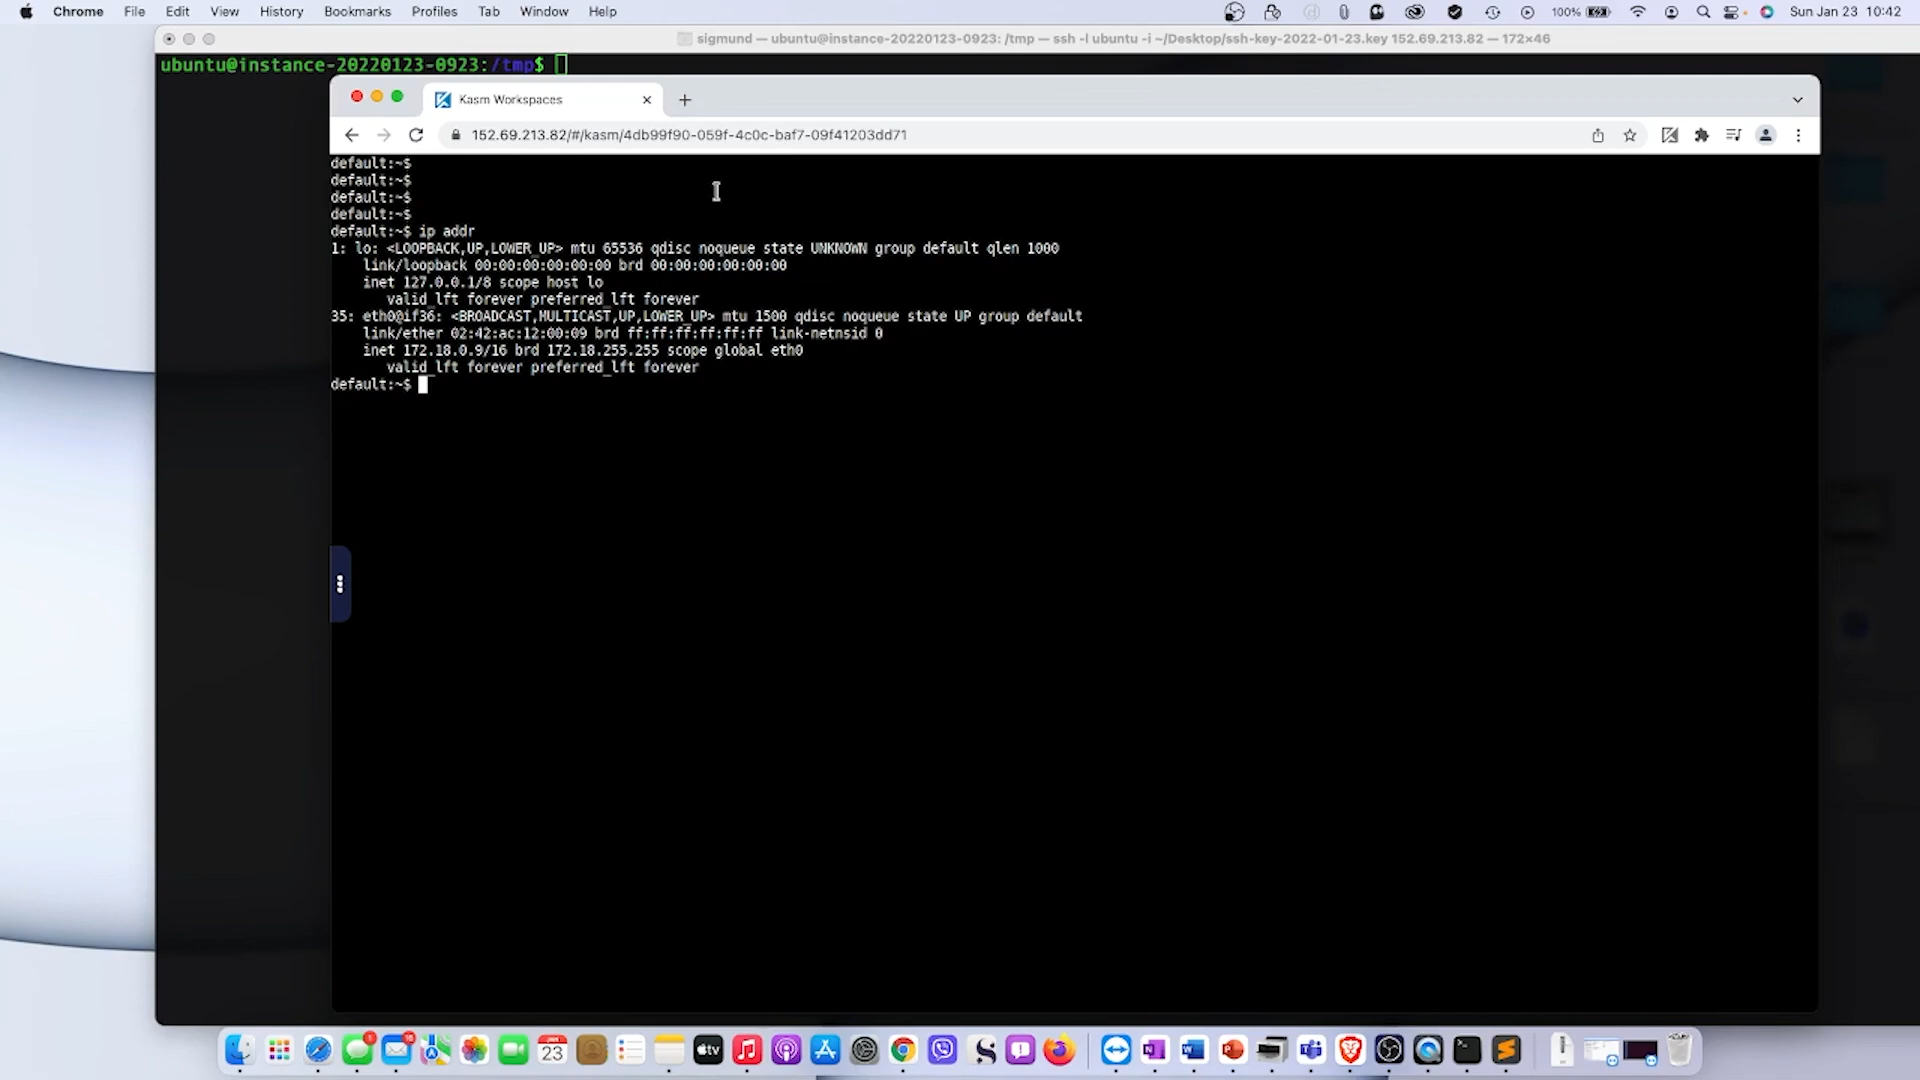 Chrome File Edit View History Bookmarks Profiles Tab Window Help 100% Sun Jan 23 10:42
sigmund — ubuntu@instance-20220123-0923: /tmp — ssh -l ubuntu -i ~/Desktop/ssh-key-2022-01-23.key 152.69.213.82 — 172×46
ubuntu@instance-20220123-0923:/tmp$
Kasm Workspaces
152.69.213.82/#/kasm/4db99f90-059f-4c0c-baf7-09f41203dd71
default:~$
default:~$
default:~$
default:~$
default:~$ ip addr
1: lo: <LOOPBACK,UP,LOWER_UP> mtu 65536 qdisc noqueue state UNKNOWN group default qlen 1000
link/loopback 00:00:00:00:00:00 brd 00:00:00:00:00:00
inet 127.0.0.1/8 scope host lo
valid_lft forever preferred_lft forever
35: eth0@if36: <BROADCAST,MULTICAST,UP,LOWER_UP> mtu 1500 qdisc noqueue state UP group default
link/ether 02:42:ac:12:00:09 brd ff:ff:ff:ff:ff:ff link-netnsid 0
inet 172.18.0.9/16 brd 172.18.255.255 scope global eth0
valid_lft forever preferred_lft forever
default:~$
23 tv